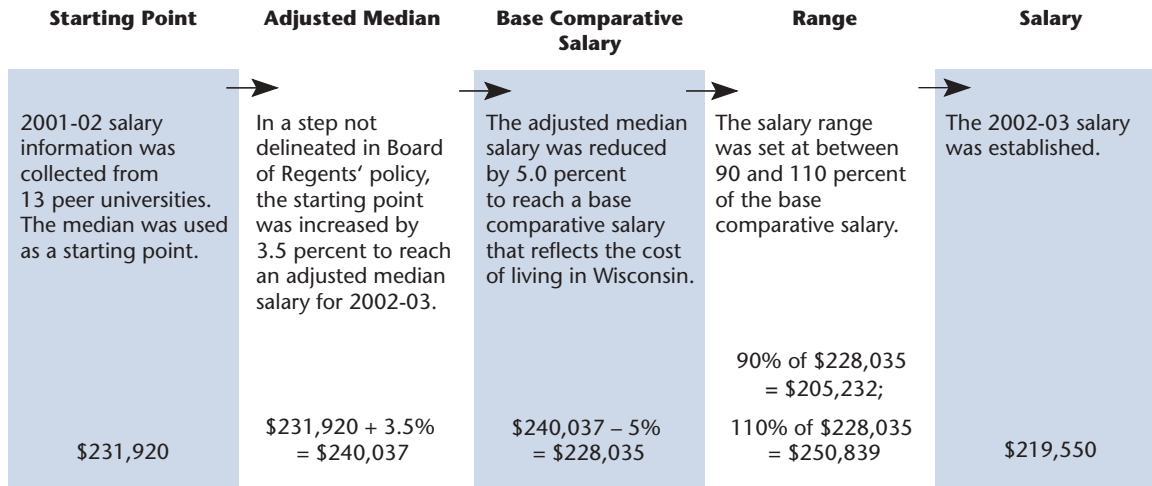 Starting Point
Adjusted Median
Base Comparative
Salary
Range
Salary
2001-02 salary
information was
collected from
13 peer universities.
The median was used
as a starting point.
$231,920
In a step not
delineated in Board
of Regents‘ policy,
the starting point
was increased by
3.5 percent to reach
an adjusted median
salary for 2002-03.
$231,920 + 3.5%
= $240,037
The adjusted median
salary was reduced
by 5.0 percent
to reach a base
comparative salary
that reflects the cost
of living in Wisconsin.
$240,037 – 5%
= $228,035
The salary range
was set at between
90 and 110 percent
of the base
comparative salary.
90% of $228,035
= $205,232;
110% of $228,035
= $250,839
The 2002-03 salary
was established.
$219,550